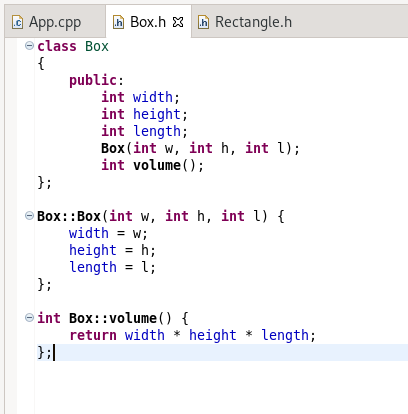 App.cpp Box.h Rectangle.h
class Box
{
    public:
        int width;
        int height;
        int length;
        Box(int w, int h, int l);
        int volume();
};

Box::Box(int w, int h, int l) {
    width = w;
    height = h;
    length = l;
};

int Box::volume() {
    return width * height * length;
};